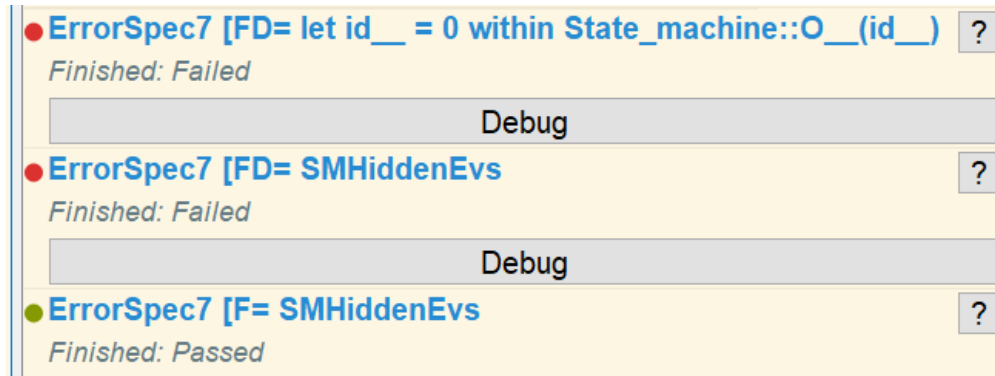 ErrorSpec7 [FD= let id__ = 0 within State_machine::O__(id__) ?
Finished: Failed
Debug
ErrorSpec7 [FD= SMHiddenEvs ?
Finished: Failed
Debug
ErrorSpec7 [F= SMHiddenEvs ?
Finished: Passed